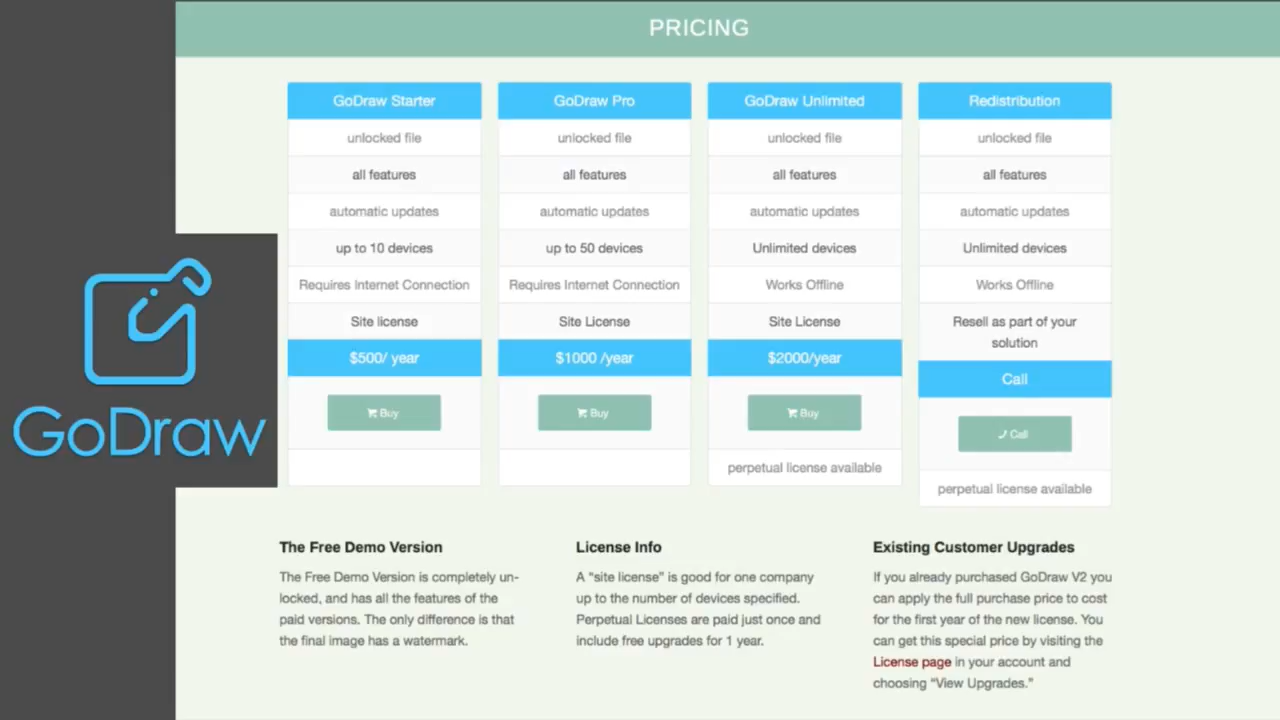 PRICING
GoDraw Starter
unlocked file
all features
automatic updates
up to 10 devices
Requires Internet Connection
Site license
$500/ year
Buy
GoDraw Pro
unlocked file
all features
automatic updates
up to 50 devices
Requires Internet Connection
Site License
$1000 /year
Buy
GoDraw Unlimited
unlocked file
all features
automatic updates
Unlimited devices
Works Offline
Site License
$2000/year
Buy
perpetual license available
Redistribution
unlocked file
all features
automatic updates
Unlimited devices
Works Offline
Resell as part of your
solution
Call
Call
perpetual license available
GoDraw
The Free Demo Version
The Free Demo Version is completely un-
locked, and has all the features of the
paid versions. The only difference is that
the final image has a watermark.
License Info
A “site license” is good for one company
up to the number of devices specified.
Perpetual Licenses are paid just once and
include free upgrades for 1 year.
Existing Customer Upgrades
If you already purchased GoDraw V2 you
can apply the full purchase price to cost
for the first year of the new license. You
can get this special price by visiting the
License page in your account and
choosing “View Upgrades.”